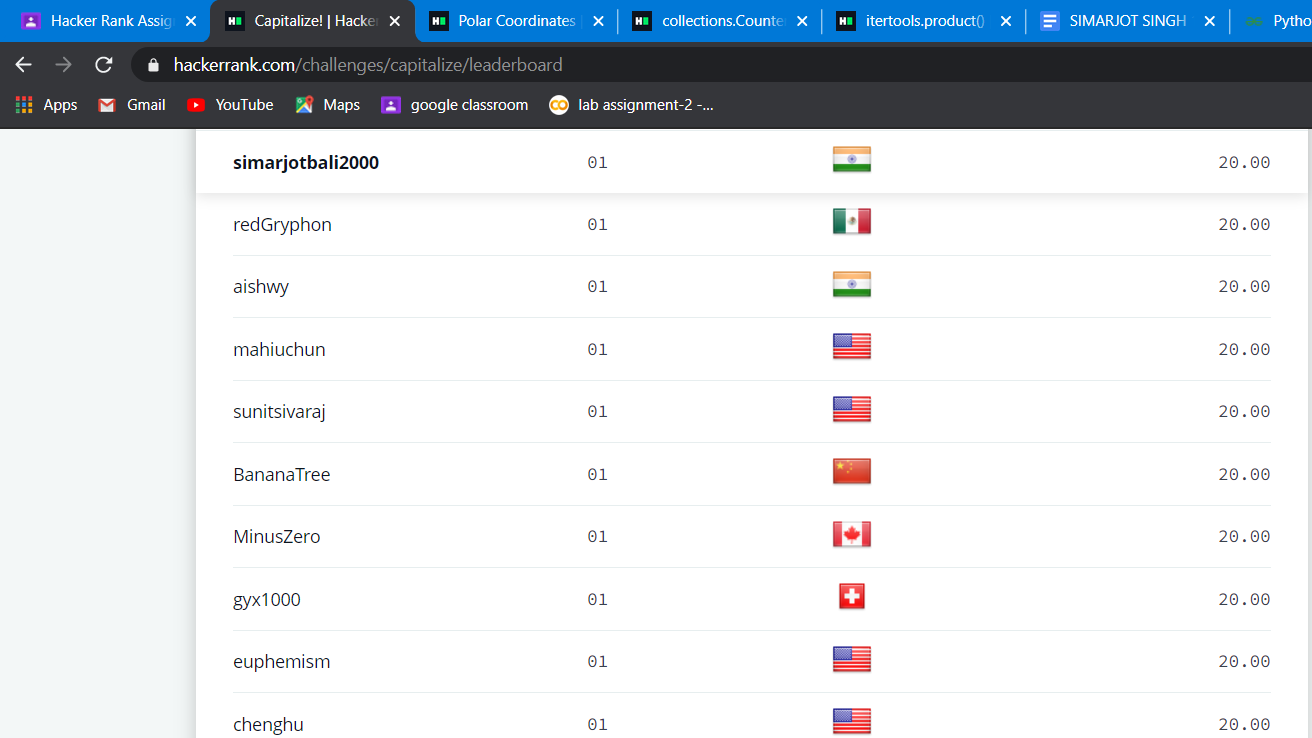 Hacker Rank Assig
Capitalize! | Hacker
Polar Coordinates
collections.Counte
itertools.product()
SIMARJOT SINGH
Pytho
hackerrank.com/challenges/capitalize/leaderboard
Apps Gmail YouTube Maps google classroom lab assignment-2 -...
simarjotbali2000 01 20.00
redGryphon 01 20.00
aishwy 01 20.00
mahiuchun 01 20.00
sunitsivaraj 01 20.00
BananaTree 01 20.00
MinusZero 01 20.00
gyx1000 01 20.00
euphemism 01 20.00
chenghu 01 20.00